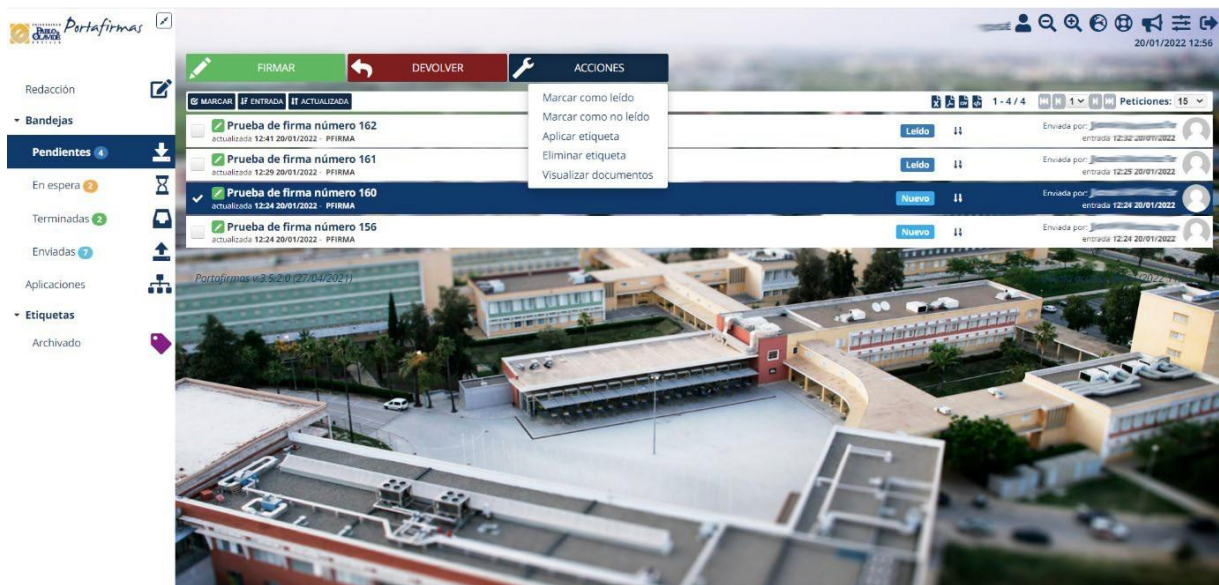 PABLO DE OLAVIDE
Portafirmas
20/01/2022 12:56
Redacción
Bandejas
Pendientes 4
En espera 2
Terminadas 2
Enviadas 7
Aplicaciones
Etiquetas
Archivado
FIRMAR
DEVOLVER
ACCIONES
Marcar como leído
Marcar como no leído
Aplicar etiqueta
Eliminar etiqueta
Visualizar documentos
MARCAR ENTRADA ACTUALIZADA
1 - 4 / 4 1 Peticiones: 15
Prueba de firma número 162
actualizada 12:41 20/01/2022 - PFIRMA
Leído
Enviada por:
entrada 12:32 20/01/2022
Prueba de firma número 161
actualizada 12:29 20/01/2022 - PFIRMA
Leído
Enviada por:
entrada 12:25 20/01/2022
Prueba de firma número 160
actualizada 12:24 20/01/2022 - PFIRMA
Nuevo
Enviada por:
entrada 12:24 20/01/2022
Prueba de firma número 156
actualizada 12:24 20/01/2022 - PFIRMA
Nuevo
Enviada por:
entrada 12:24 20/01/2022
Portafirmas v.3.5.2.0 (27/04/2021)